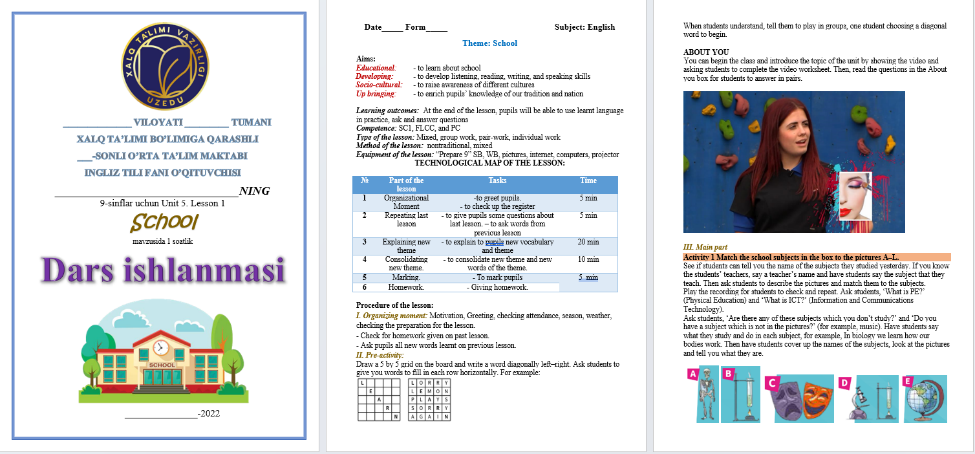 XALQ TA'LIMI VAZIRLIGI
UZEDU
____________ VILOYATI ________ TUMANI
XALQ TA'LIMI BO'LIMIGA QARASHLI
___-SONLI O'RTA TA'LIM MAKTABI
INGLIZ TILI FANI O'QITUVCHISI
________________________________NING
9-sinflar uchun Unit 5. Lesson 1
School
mavzusida 1 soatlik
Dars ishlanmasi
SCHOOL
______________-2022
Date____ Form____ Subject: English
Theme: School
Aims:
Educational: - to learn about school
Developing: - to develop listening, reading, writing, and speaking skills
Socio-cultural: - to raise awareness of different cultures
Up bringing: - to enrich pupils' knowledge of our tradition and nation
Learning outcomes: At the end of the lesson, pupils will be able to use learnt language
in practice, ask and answer questions
Competence: SC1, FLCC, and PC
Type of the lesson: Mixed, group work, pair-work, individual work
Method of the lesson: nontraditional, mixed
Equipment of the lesson: "Prepare 9" SB, WB, pictures, internet, computers, projector
TECHNOLOGICAL MAP OF THE LESSON:
№ Part of the lesson Tasks Time
1 Organizational Moment -to greet pupils. - to check up the register 5 min
2 Repeating last lesson - to give pupils some questions about last lesson. – to ask words from previous lesson 5 min
3 Explaining new theme - to explain to pupils new vocabulary and theme 20 min
4 Consolidating new theme. - to consolidate new theme and new words of the theme. 10 min
5 Marking. - To mark pupils 5 min
6 Homework. - Giving homework.
Procedure of the lesson:
I. Organizing moment: Motivation, Greeting, checking attendance, season, weather,
checking the preparation for the lesson.
- Check for homework given on past lesson.
- Ask pupils all new words learnt on previous lesson.
II. Pre-activity:
Draw a 5 by 5 grid on the board and write a word diagonally left–right. Ask students to
give you words to fill in each row horizontally. For example:
L L O R R Y
E L E M O N
A P L A Y S
R S O R R Y
N A G A I N
When students understand, tell them to play in groups, one student choosing a diagonal
word to begin.
ABOUT YOU
You can begin the class and introduce the topic of the unit by showing the video and
asking students to complete the video worksheet. Then, read the questions in the About
you box for students to answer in pairs.
III. Main part
Activity 1 Match the school subjects in the box to the pictures A–L.
See if students can tell you the name of the subjects they studied yesterday. If you know
the students' teachers, say a teacher's name and have students say the subject that they
teach. Then ask students to describe the pictures and match them to the subjects.
Play the recording for students to check and repeat. Ask students, 'What is PE?'
(Physical Education) and 'What is ICT?' (Information and Communications
Technology).
Ask students, 'Are there any of these subjects which you don't study?' and 'Do you
have a subject which is not in the pictures?' (for example, music). Have students say
what they study and do in each subject, for example, In biology we learn how our
bodies work. Then have students cover up the names of the subjects, look at the pictures
and tell you what they are.
A B C D E